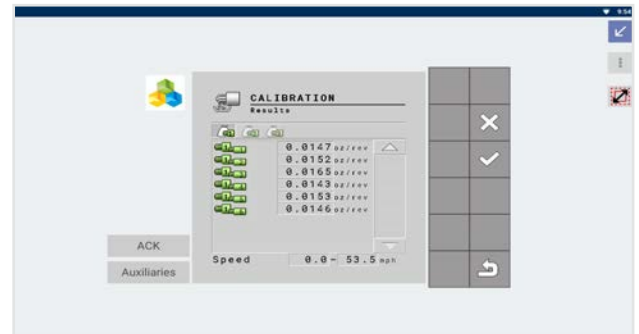 9:54
CALIBRATION
Results
0.0147 oz/rev
0.0152 oz/rev
0.0165 oz/rev
0.0143 oz/rev
0.0153 oz/rev
0.0146 oz/rev
ACK
Auxiliaries
Speed 0.0- 53.5 mph